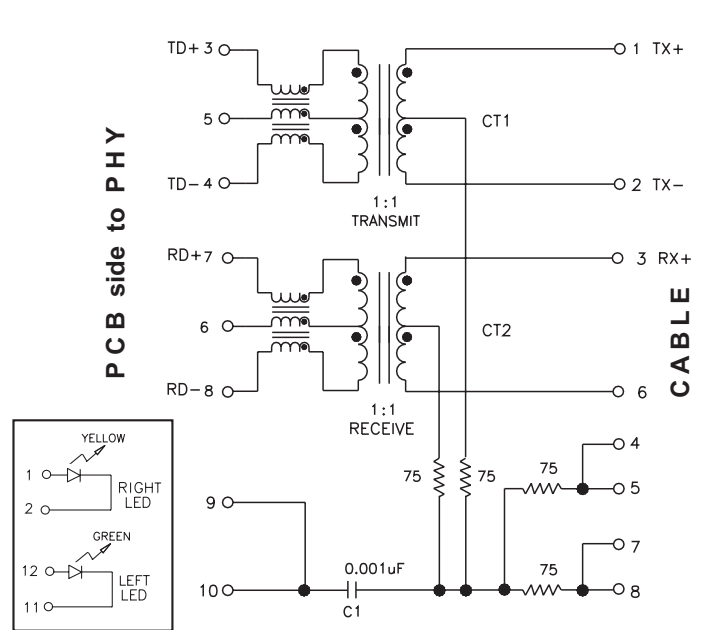 PCB side to PHY
TD+ 3
5
TD- 4
1:1
TRANSMIT
CT1
1 TX+
2 TX-
RD+ 7
6
RD- 8
1:1
RECEIVE
CT2
3 RX+
6
CABLE
YELLOW
1
2
RIGHT
LED
GREEN
12
11
LEFT
LED
9
10
0.001uF
C1
75
75
75
4
5
75
7
8